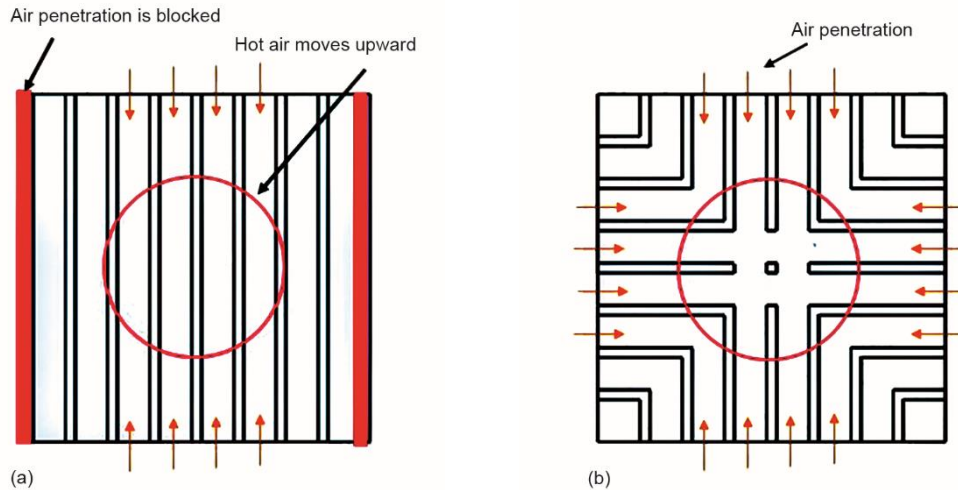 Air penetration is blocked
Hot air moves upward
Air penetration
(a)
(b)